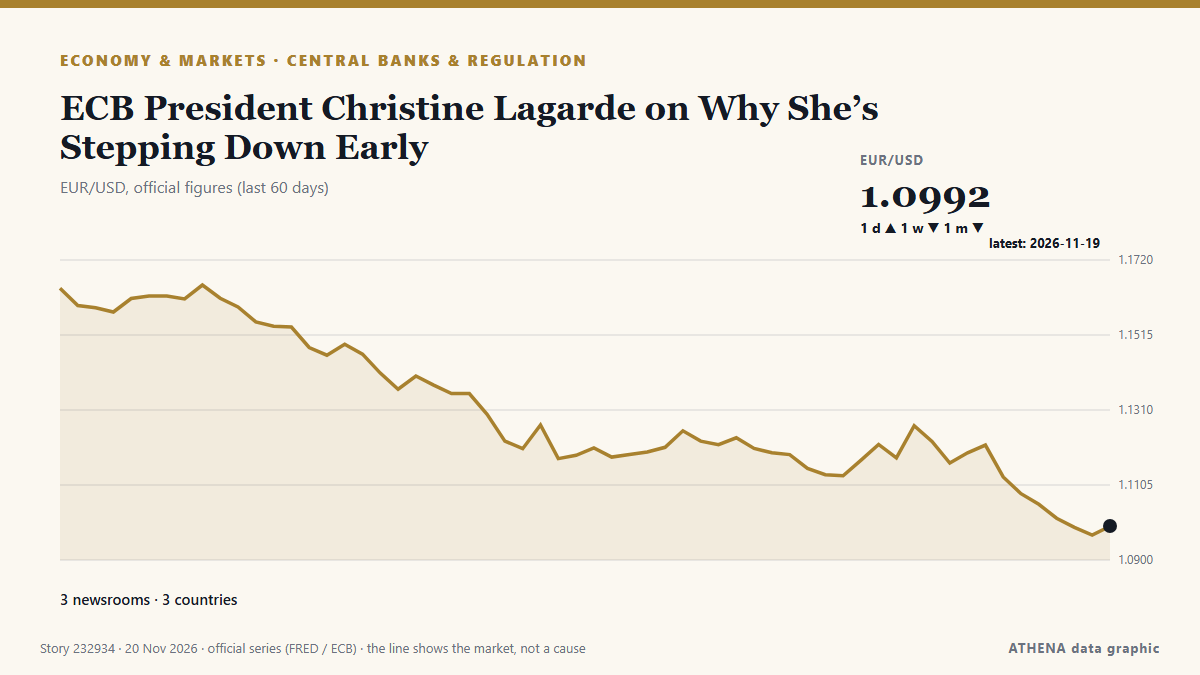 ECONOMY & MARKETS · CENTRAL BANKS & REGULATION
ECB President Christine Lagarde on Why She’s
Stepping Down Early
EUR/USD, official figures (last 60 days)
EUR/USD
1.0992
1 d ▲ 1 w ▼ 1 m ▼
latest: 2026-11-19
1.1720
1.1515
1.1310
1.1105
1.0900
3 newsrooms · 3 countries
Story 232934 · 20 Nov 2026 · official series (FRED / ECB) · the line shows the market, not a cause
ATHENA data graphic